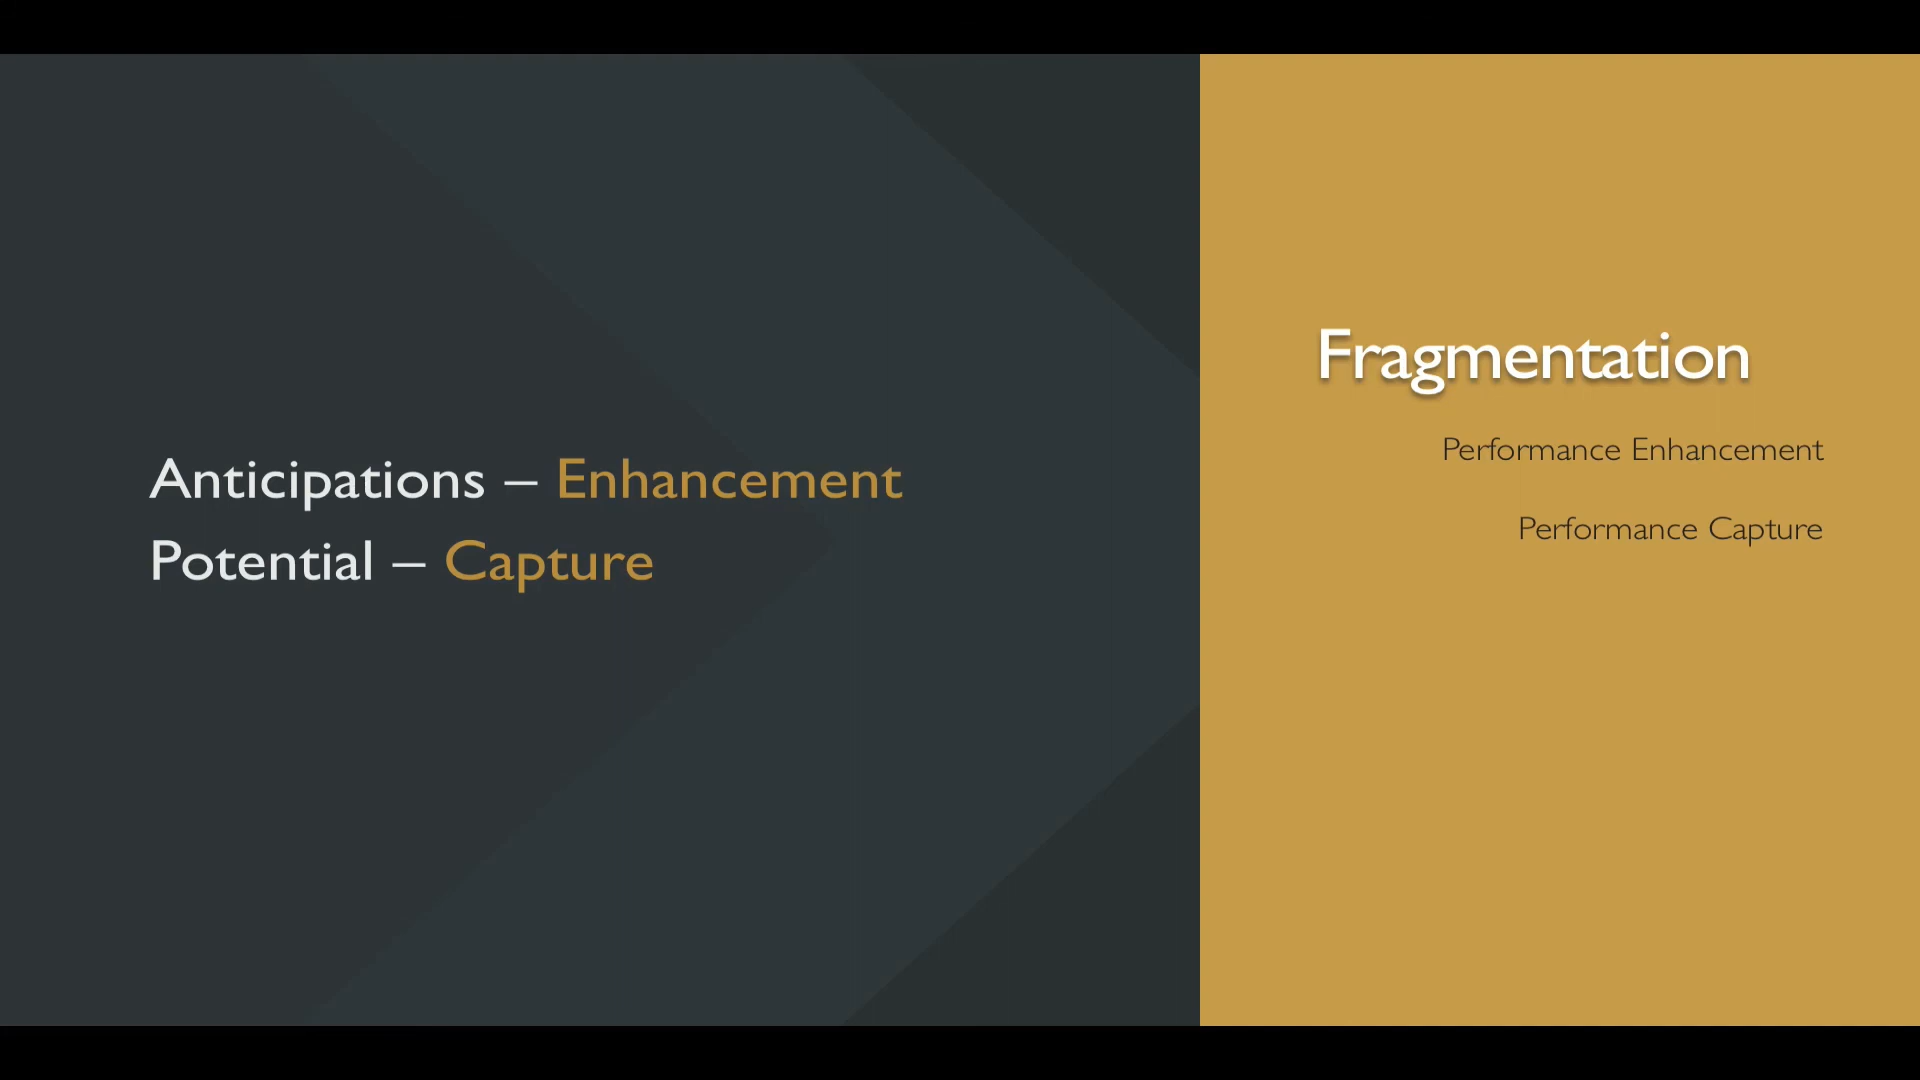 Anticipations – Enhancement
Potential – Capture
Fragmentation
Performance Enhancement
Performance Capture